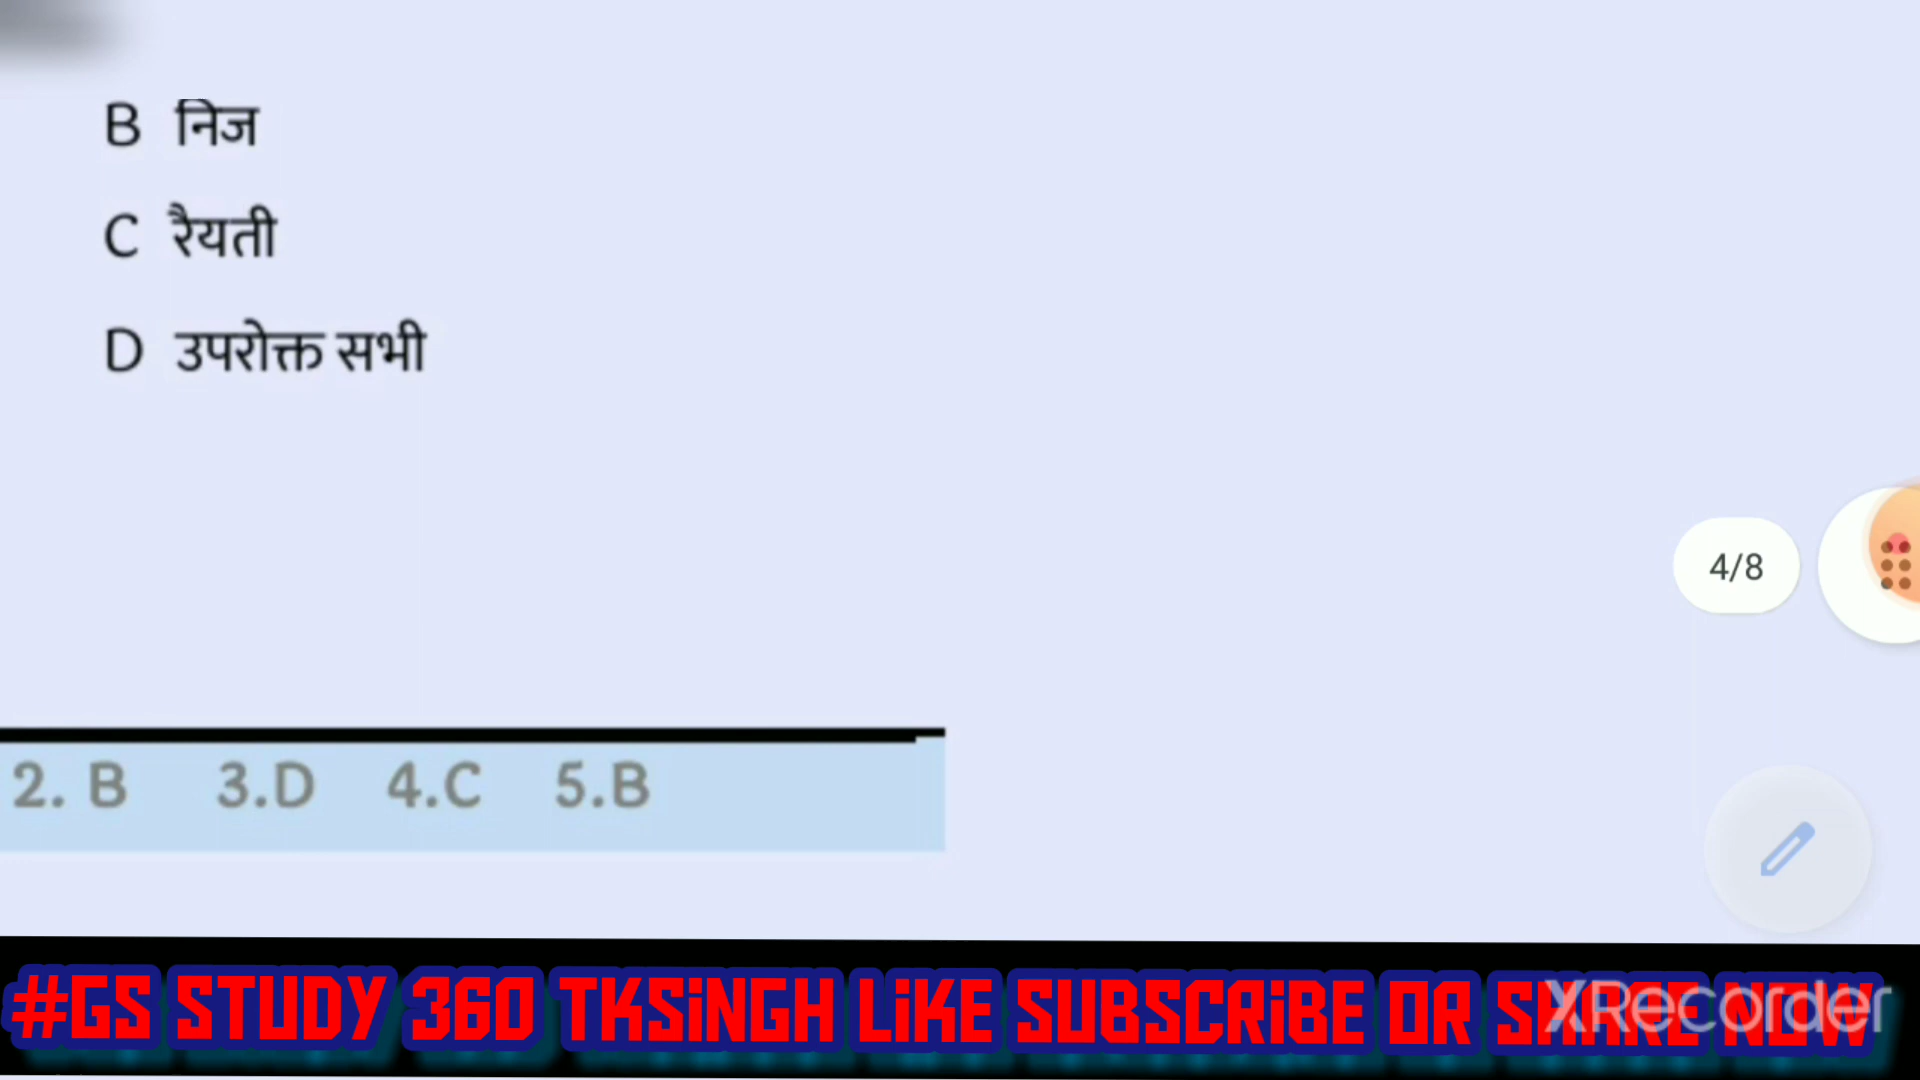 B निज
C रैयती
D उपरोक्त सभी
4/8
2. B 3.D 4.C 5.B
#GS STUDY 360 TKSiNGH LiKE SUBSCRiBE OR SHARE NOW
XRecorder